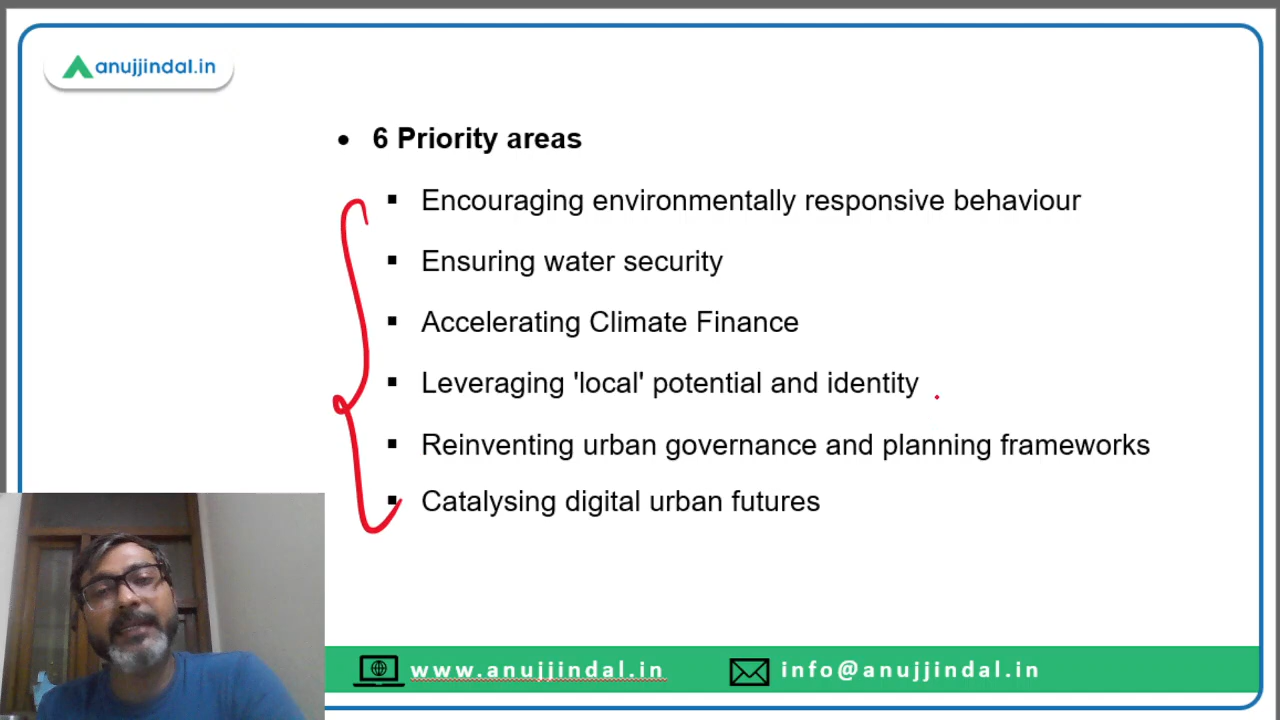 anujjindal.in
6 Priority areas
Encouraging environmentally responsive behaviour
Ensuring water security
Accelerating Climate Finance
Leveraging 'local' potential and identity
Reinventing urban governance and planning frameworks
Catalysing digital urban futures
www.anujjindal.in
info@anujjindal.in